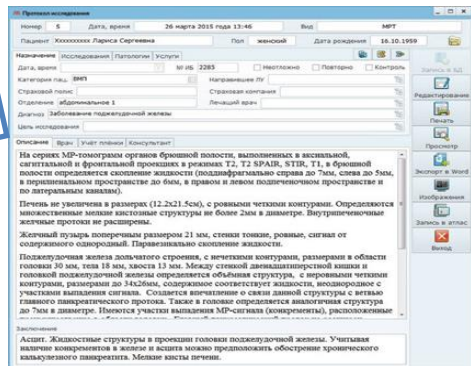 Протокол исследования
Номер 5 Дата, время 26 марта 2015 года 13:46 Вид МРТ
Пациент Xxxxxxxxxx Лариса Сергеевна Пол женский Дата рождения 16.10.1959
Назначение Исследования Патологии Услуги
Дата, время № ИБ 2283 Неотложно Повторно Контроль
Категория пац. ВМП Направившее ЛУ
Страховой полис Страховая компания
Отделение абдоминальное 1 Лечащий врач
Диагноз Заболевание поджелудочной железы
Цель исследования
Описание Врач Учёт плёнки Консультант
На сериях МР-томограмм органов брюшной полости, выполненных в аксиальной,
сагиттальной и фронтальной проекциях в режимах Т2, Т2 SPAIR, STIR, Т1, в брюшной
полости определяется скопление жидкости (поддиафрагмально справа до 7мм, слева до 5мм,
в перилиенальном пространстве до 6мм, в правом и левом подпеченочном пространстве и
по латеральным каналам).
Печень не увеличена в размерах (12.2х21.5см), с ровными четкими контурами. Определяются
множественные мелкие кистозные структуры не более 2мм в диаметре. Внутрипеченочные
желчные протоки не расширены.
Желчный пузырь поперечным размером 21 мм, стенки тонкие, ровные, сигнал от
содержимого однородный. Паравезикально скопление жидкости.
Поджелудочная железа дольчатого строения, с нечеткими контурами, размерами в области
головки 30 мм, тела 18 мм, хвоста 13 мм. Между стенкой двенадцатиперстной кишки и
головкой поджелудочной железы определяется объёмная структура, с неровными четкими
контурами, размерами до 34х26мм, содержимое соответствует жидкости, неоднородное с
участками выпадения сигнала. Создается впечатление о связи данной структуры с ветвью
главного панкреатического протока. Также в головке определяется аналогичная структура
до 7мм в диаметре. Имеются участки выпадения МР-сигнала (конкременты), расположенные
Заключение
Асцит. Жидкостные структуры в проекции головки поджелудочной железы. Учитывая
наличие конкрементов в железе и асцита можно предположить обострение хронического
калькулезного панкреатита. Мелкие кисты печени.
Запись в БД
Редактирование
Печать
Просмотр
Экспорт в Word
Изображения
Запись в атлас
Выход